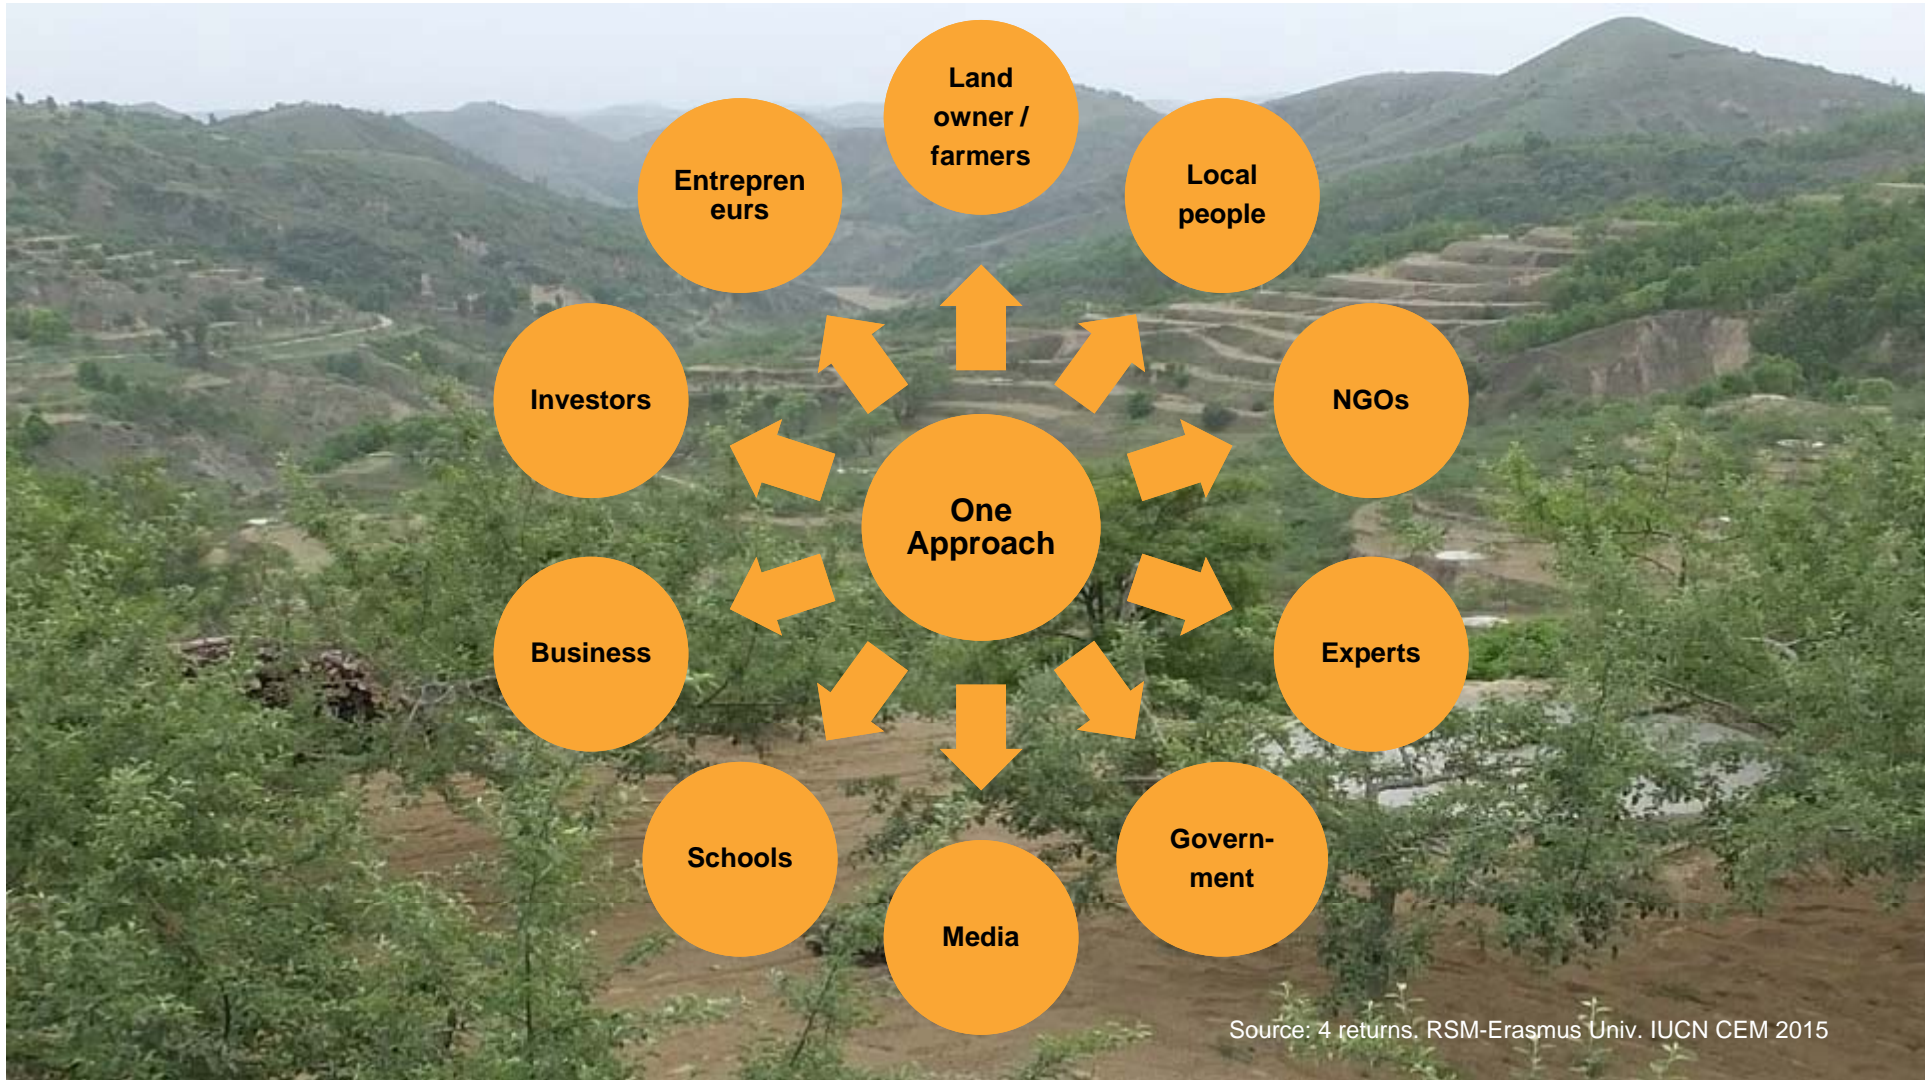 Land
owner /
farmers
Local
people
NGOs
Experts
Govern-
ment
Media
Schools
Business
Investors
Entrepren
eurs
One
Approach
Source: 4 returns. RSM-Erasmus Univ. IUCN CEM 2015